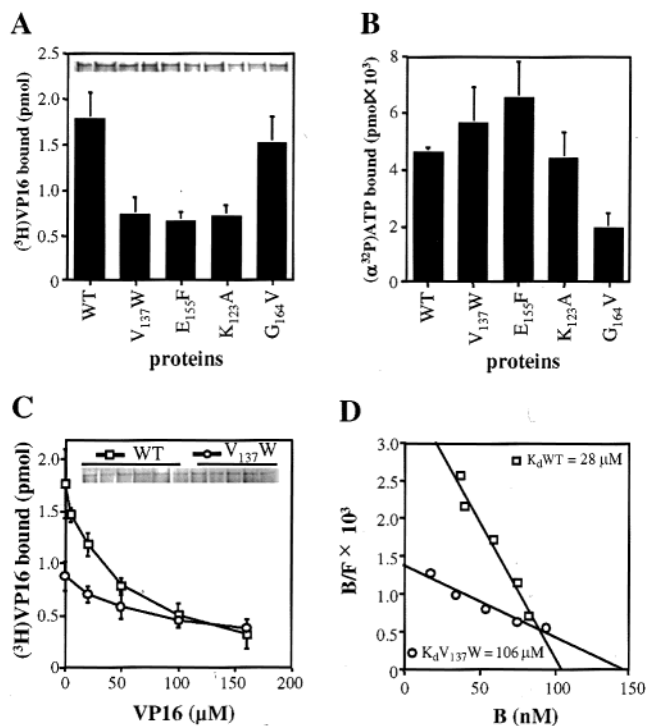 A
(³H)VP16 bound (pmol)
2.5
2.0
1.5
1.0
0.5
0.0
WT
V₁₃₇W
E₁₅₅F
K₁₂₃A
G₁₆₄V
proteins
B
(α³²P)ATP bound (pmol×10³)
8
6
4
2
0
WT
V₁₃₇W
E₁₅₅F
K₁₂₃A
G₁₆₄V
proteins
C
(³H)VP16 bound (pmol)
2.0
1.5
1.0
0.5
0
WT
V₁₃₇W
0 50 100 150 200
VP16 (µM)
D
B/F × 10³
3.0
2.5
2.0
1.5
1.0
0.5
0
KdWT = 28 µM
KdV₁₃₇W = 106 µM
0 50 100 150
B (nM)